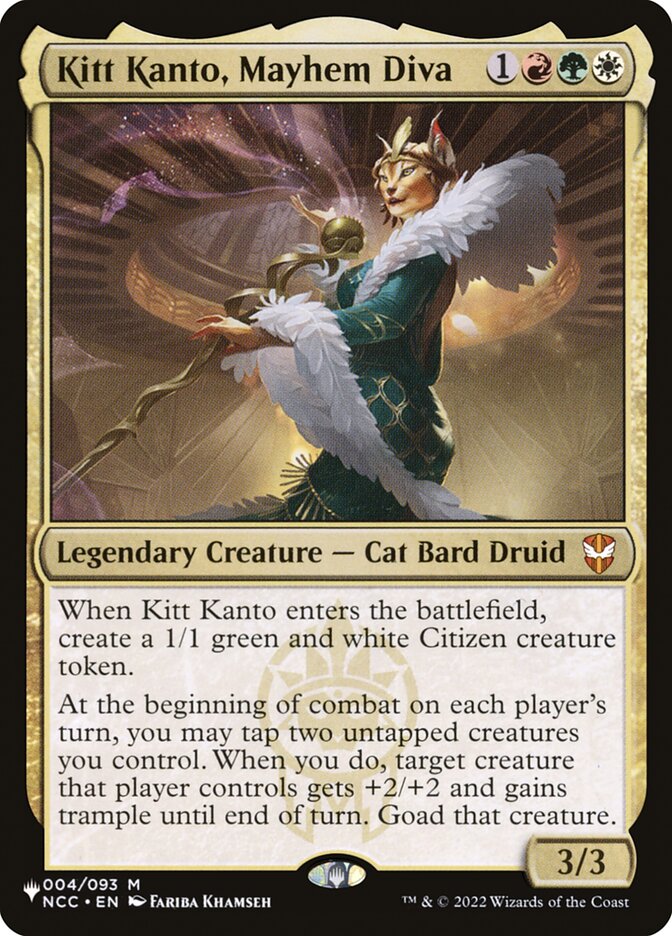 Kitt Kanto, Mayhem Diva 1
Legendary Creature — Cat Bard Druid
When Kitt Kanto enters the battlefield,
create a 1/1 green and white Citizen creature
token.
At the beginning of combat on each player's
turn, you may tap two untapped creatures
you control. When you do, target creature
that player controls gets +2/+2 and gains
trample until end of turn. Goad that creature.
3/3
004/093 M
NCC • EN Fariba Khamseh
™ & © 2022 Wizards of the Coast